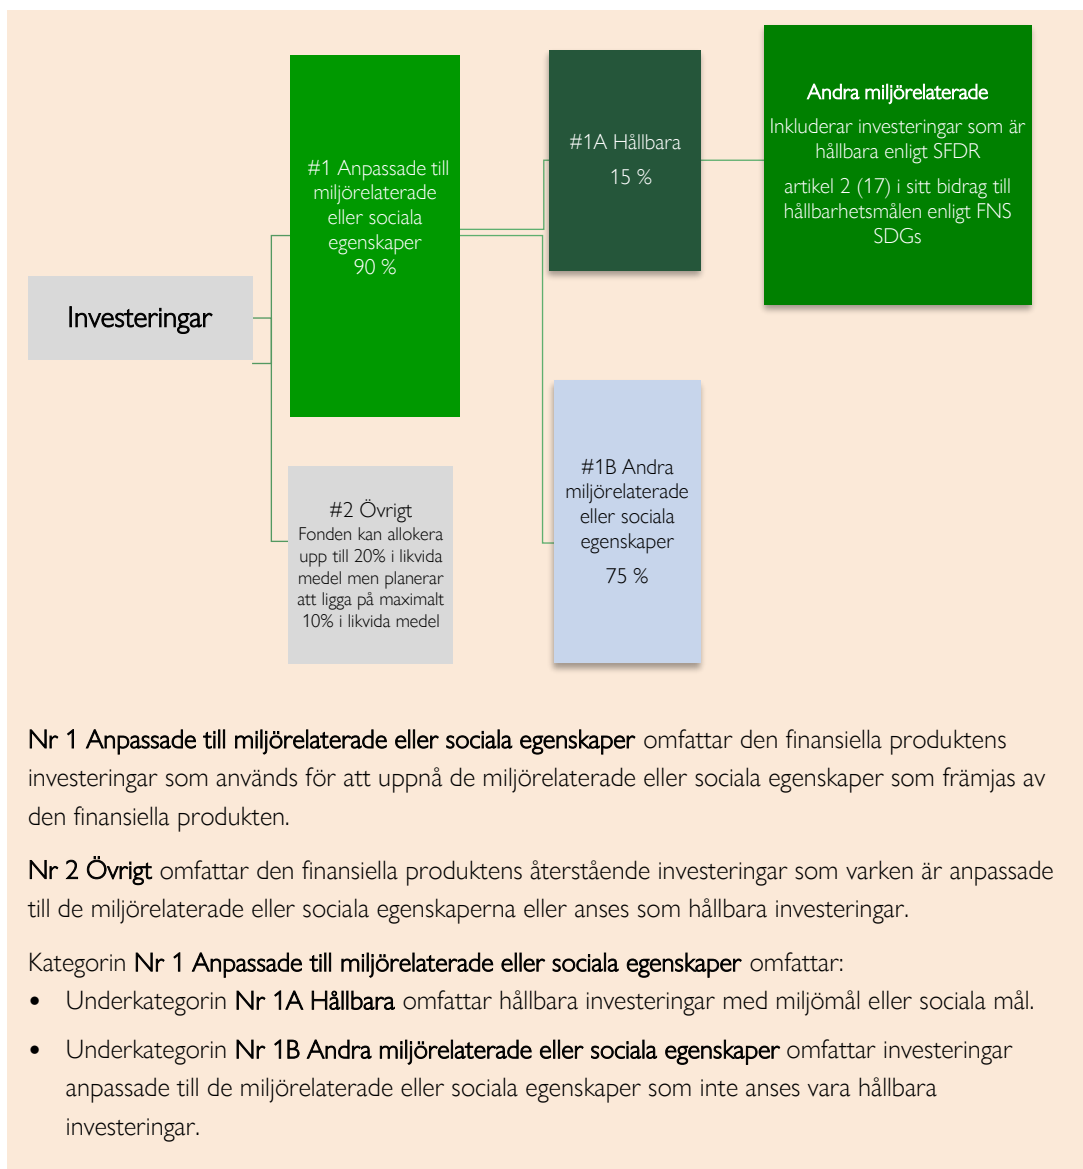 Investeringar
#1 Anpassade till
miljörelaterade
eller sociala
egenskaper
90 %
#2 Övrigt
Fonden kan allokera
upp till 20% i likvida
medel men planerar
att ligga på maximalt
10% i likvida medel
#1A Hållbara
15 %
#1B Andra
miljörelaterade
eller sociala
egenskaper
75 %
Andra miljörelaterade
Inkluderar investeringar som är
hållbara enligt SFDR
artikel 2 (17) i sitt bidrag till
hållbarhetsmålen enligt FNS
SDGs
Nr 1 Anpassade till miljörelaterade eller sociala egenskaper omfattar den finansiella produktens
investeringar som används för att uppnå de miljörelaterade eller sociala egenskaper som främjas av
den finansiella produkten.
Nr 2 Övrigt omfattar den finansiella produktens återstående investeringar som varken är anpassade
till de miljörelaterade eller sociala egenskaperna eller anses som hållbara investeringar.
Kategorin Nr 1 Anpassade till miljörelaterade eller sociala egenskaper omfattar:
• Underkategorin Nr 1A Hållbara omfattar hållbara investeringar med miljömål eller sociala mål.
• Underkategorin Nr 1B Andra miljörelaterade eller sociala egenskaper omfattar investeringar
anpassade till de miljörelaterade eller sociala egenskaper som inte anses vara hållbara
investeringar.